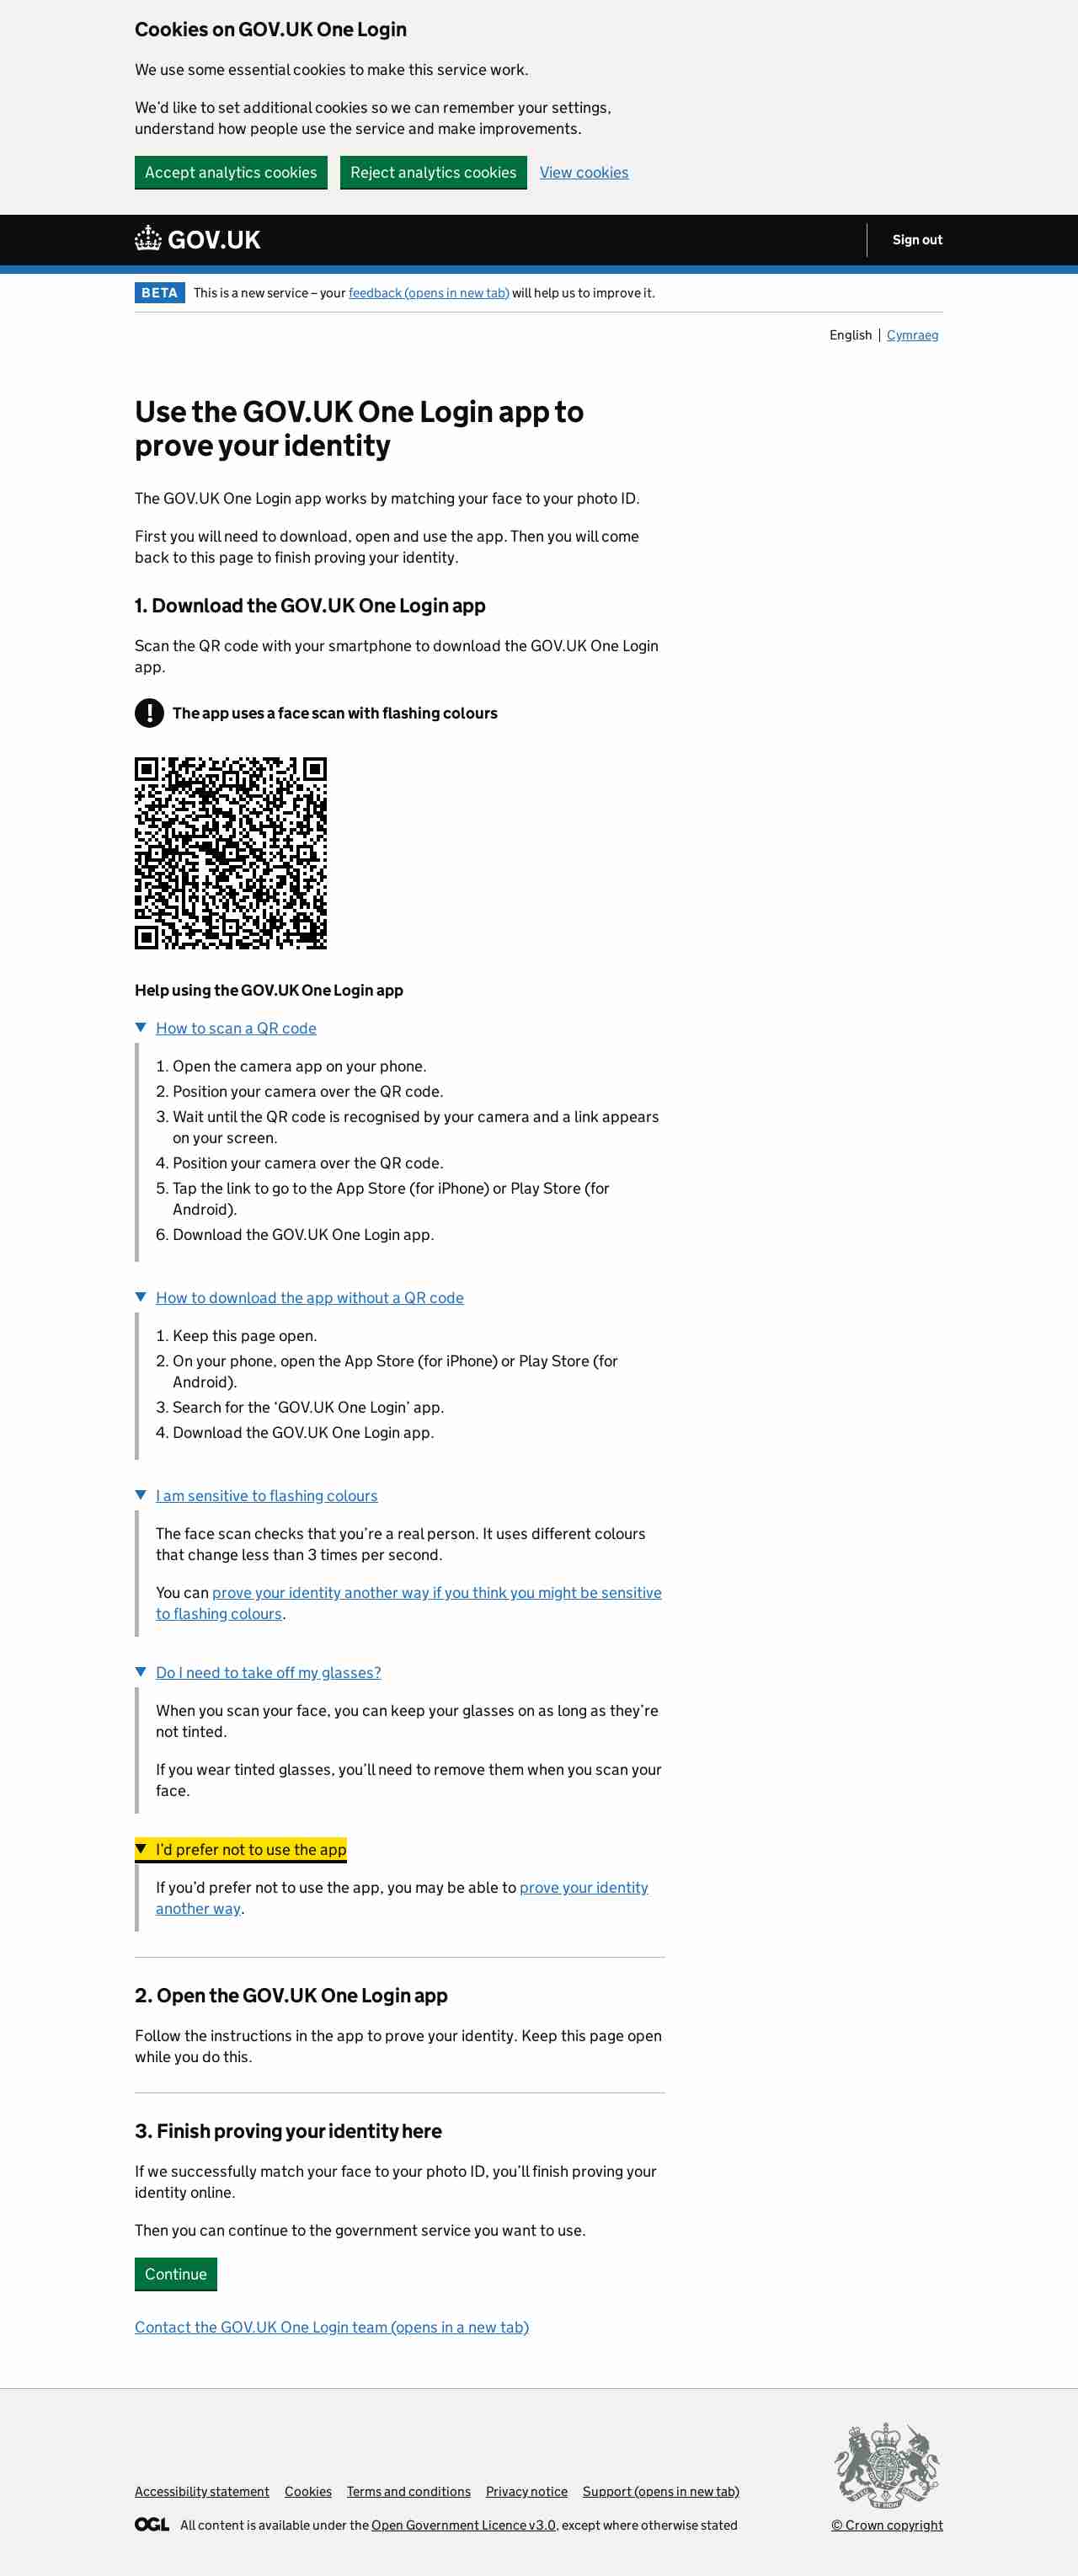 Cookies on GOV.UK One Login
We use some essential cookies to make this service work.
We’d like to set additional cookies so we can remember your settings,
understand how people use the service and make improvements.
Accept analytics cookies Reject analytics cookies View cookies
GOV.UK Sign out
BETA This is a new service – your feedback (opens in new tab) will help us to improve it.
English | Cymraeg
Use the GOV.UK One Login app to
prove your identity
The GOV.UK One Login app works by matching your face to your photo ID.
First you will need to download, open and use the app. Then you will come
back to this page to finish proving your identity.
1. Download the GOV.UK One Login app
Scan the QR code with your smartphone to download the GOV.UK One Login
app.
! The app uses a face scan with flashing colours
Help using the GOV.UK One Login app
How to scan a QR code
1. Open the camera app on your phone.
2. Position your camera over the QR code.
3. Wait until the QR code is recognised by your camera and a link appears
on your screen.
4. Position your camera over the QR code.
5. Tap the link to go to the App Store (for iPhone) or Play Store (for
Android).
6. Download the GOV.UK One Login app.
How to download the app without a QR code
1. Keep this page open.
2. On your phone, open the App Store (for iPhone) or Play Store (for
Android).
3. Search for the ‘GOV.UK One Login’ app.
4. Download the GOV.UK One Login app.
I am sensitive to flashing colours
The face scan checks that you’re a real person. It uses different colours
that change less than 3 times per second.
You can prove your identity another way if you think you might be sensitive
to flashing colours.
Do I need to take off my glasses?
When you scan your face, you can keep your glasses on as long as they’re
not tinted.
If you wear tinted glasses, you’ll need to remove them when you scan your
face.
I’d prefer not to use the app
If you’d prefer not to use the app, you may be able to prove your identity
another way.
2. Open the GOV.UK One Login app
Follow the instructions in the app to prove your identity. Keep this page open
while you do this.
3. Finish proving your identity here
If we successfully match your face to your photo ID, you’ll finish proving your
identity online.
Then you can continue to the government service you want to use.
Continue
Contact the GOV.UK One Login team (opens in a new tab)
Accessibility statement Cookies Terms and conditions Privacy notice Support (opens in new tab)
OGL All content is available under the Open Government Licence v3.0, except where otherwise stated
© Crown copyright